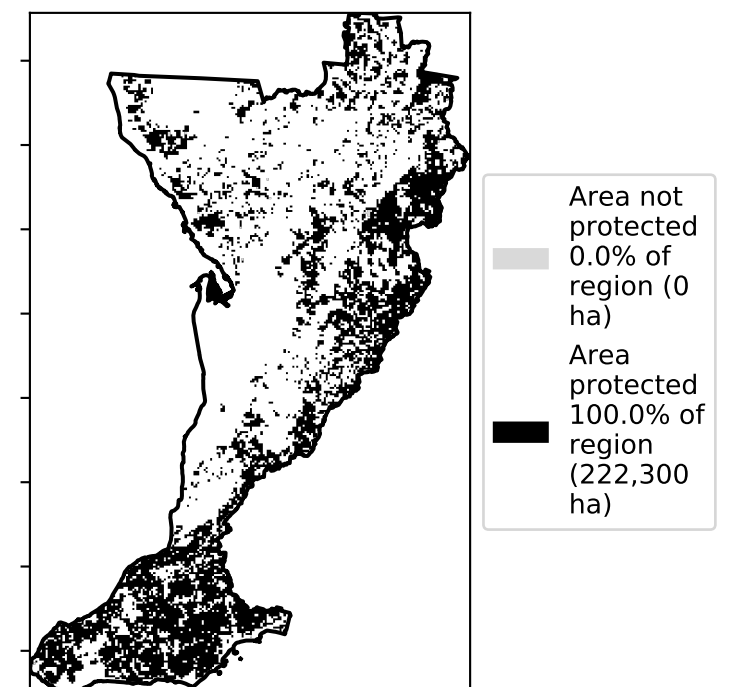 Area not
protected
0.0% of
region (0
ha)
Area
protected
100.0% of
region
(222,300
ha)